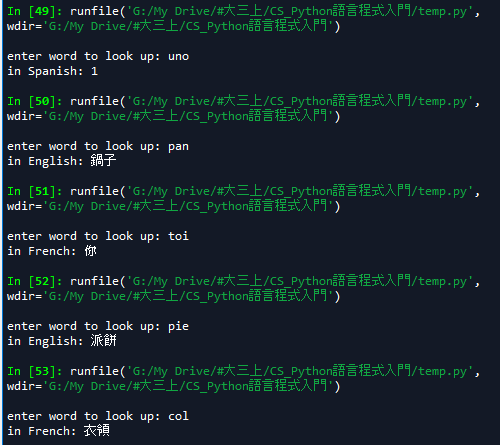 In [49]: runfile('G:/My Drive/#大三上/CS_Python語言程式入門/temp.py',
wdir='G:/My Drive/#大三上/CS_Python語言程式入門')
enter word to look up: uno
in Spanish: 1
In [50]: runfile('G:/My Drive/#大三上/CS_Python語言程式入門/temp.py',
wdir='G:/My Drive/#大三上/CS_Python語言程式入門')
enter word to look up: pan
in English: 鍋子
In [51]: runfile('G:/My Drive/#大三上/CS_Python語言程式入門/temp.py',
wdir='G:/My Drive/#大三上/CS_Python語言程式入門')
enter word to look up: toi
in French: 你
In [52]: runfile('G:/My Drive/#大三上/CS_Python語言程式入門/temp.py',
wdir='G:/My Drive/#大三上/CS_Python語言程式入門')
enter word to look up: pie
in English: 派餅
In [53]: runfile('G:/My Drive/#大三上/CS_Python語言程式入門/temp.py',
wdir='G:/My Drive/#大三上/CS_Python語言程式入門')
enter word to look up: col
in French: 衣領